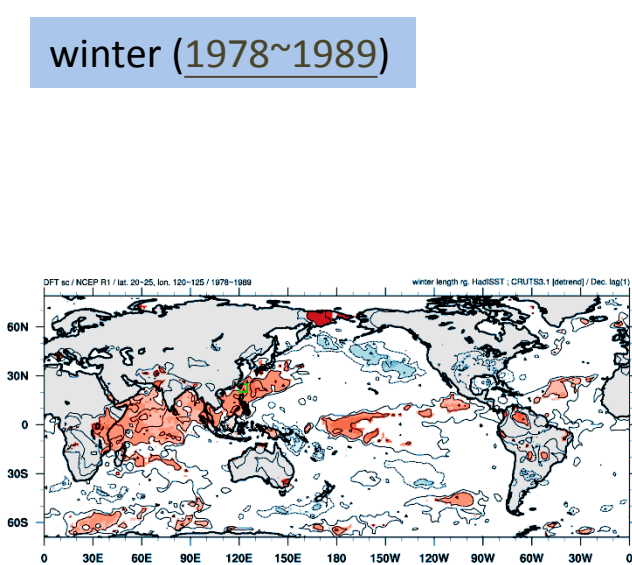 winter (1978~1989)
DFT sc / NCEP R1 / lat. 20-25, lon. 120-125 / 1978-1989
winter length rg. HadISST ; CRUTS3.1 [detrend] / Dec. lag(1)
60N
30N
0
30S
60S
0 30E 60E 90E 120E 150E 180 150W 120W 90W 60W 30W 0